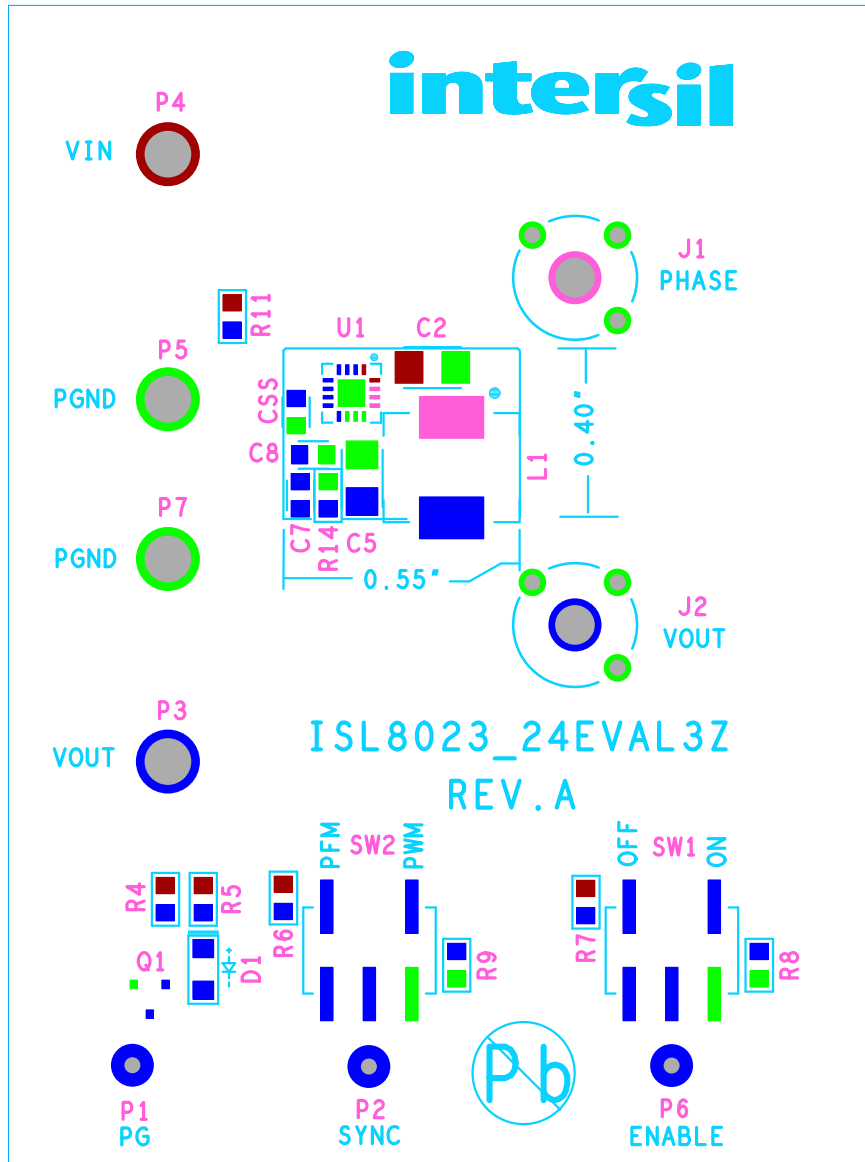 intersil
P4
VIN
J1
PHASE
R11
U1
C2
P5
PGND
CSS
0.40"
C8
L1
P7
PGND
C7
R14
C5
0.55"
J2
VOUT
P3
VOUT
ISL8023_24EVAL3Z
REV.A
PFM
SW2
PWM
OFF
SW1
ON
R4
R5
R6
R7
Q1
D1
+
R9
R8
Pb
P1
PG
P2
SYNC
P6
ENABLE